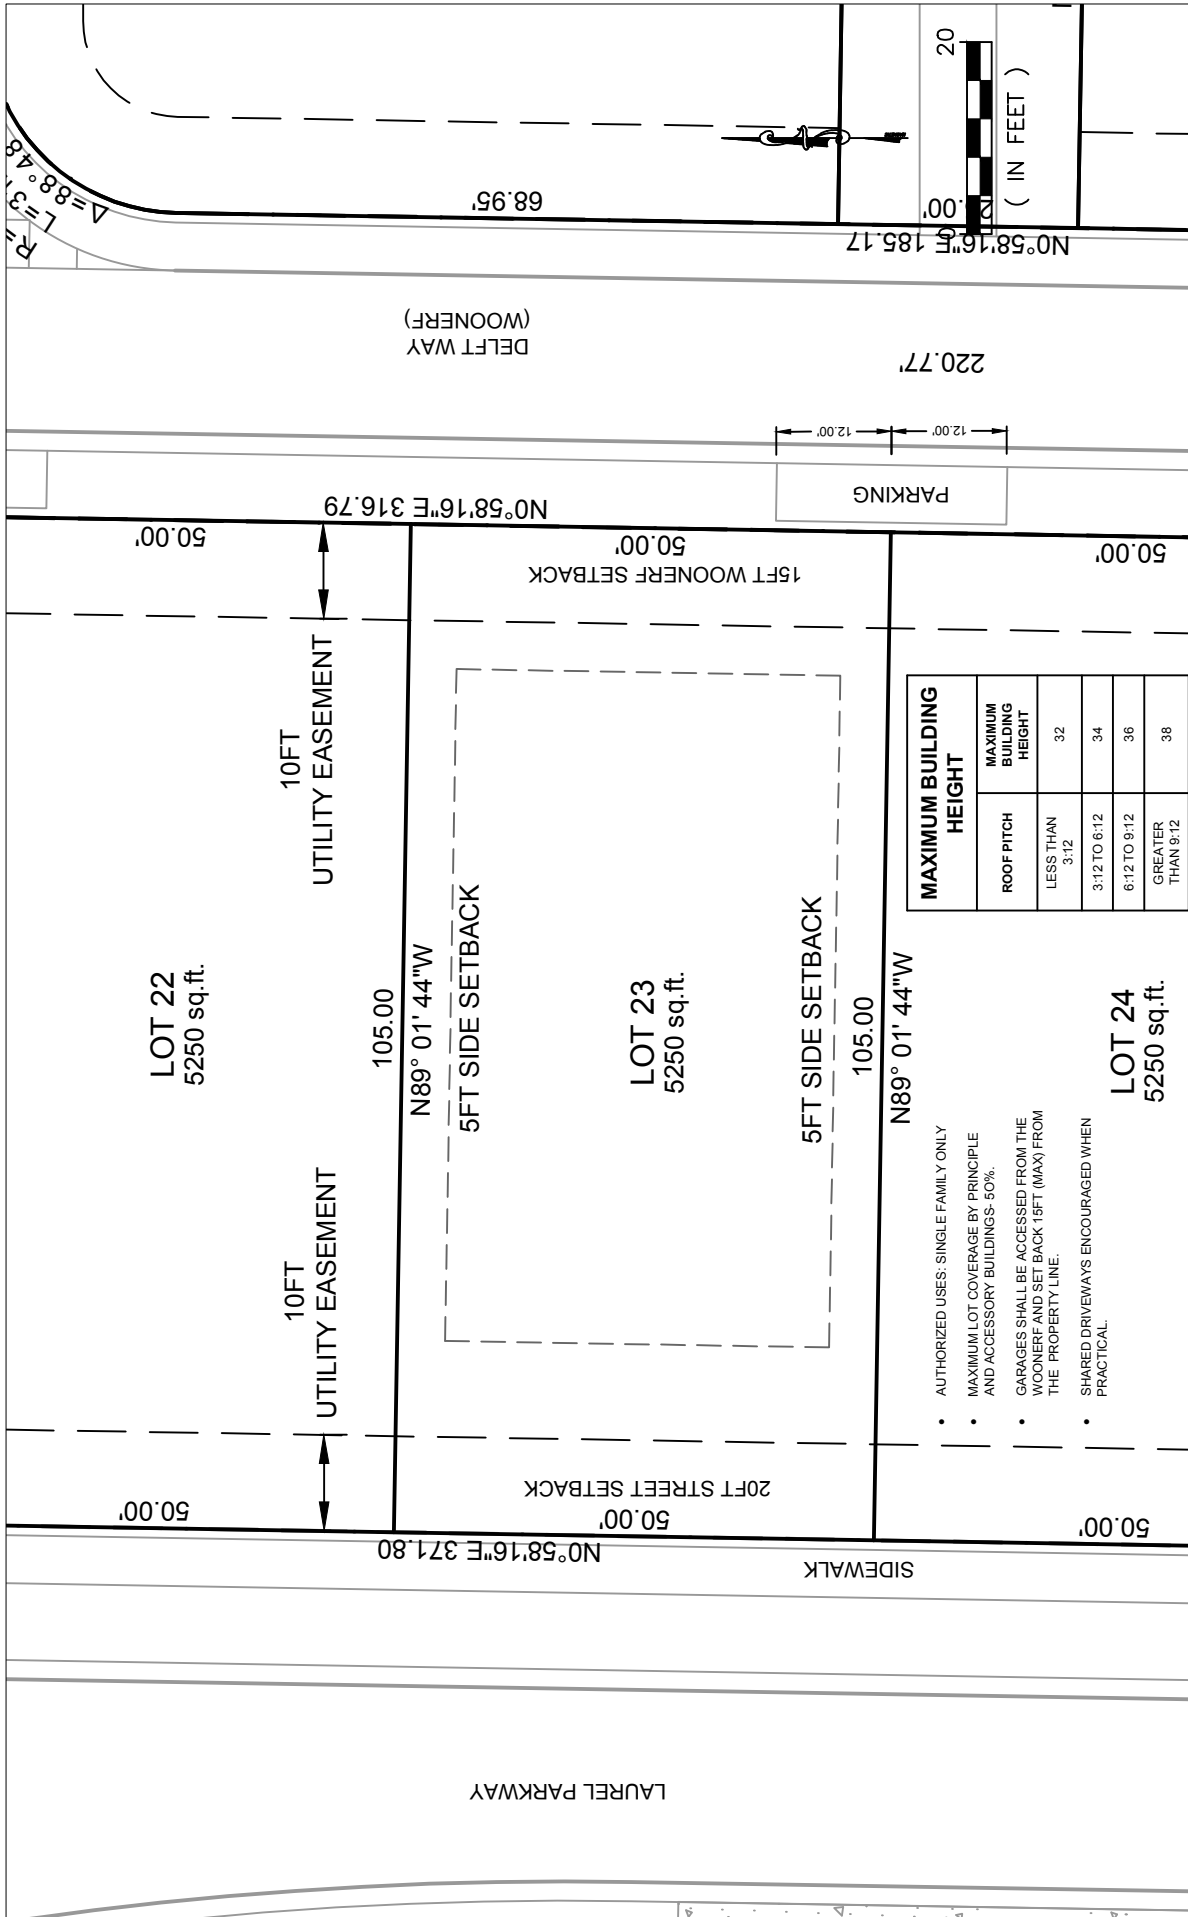 LOT 22
5250 sq.ft.
10FT
UTILITY EASEMENT
10FT
UTILITY EASEMENT
50.00'
50.00'
105.00
N89° 01' 44"W
5FT SIDE SETBACK
LOT 23
5250 sq.ft.
5FT SIDE SETBACK
105.00
N89° 01' 44"W
20FT STREET SETBACK
50.00'
N0°58'16"E 371.80
SIDEWALK
LAUREL PARKWAY
15FT WOONERF SETBACK
50.00'
N0°58'16"E 316.79
PARKING
12.00'
12.00'
DELFT WAY
(WOONERF)
220.77'
68.95'
N0°58'16"E 185.17
L=3
Δ=88°48
R=
0
20
( IN FEET )
• AUTHORIZED USES: SINGLE FAMILY ONLY
• MAXIMUM LOT COVERAGE BY PRINCIPLE
AND ACCESSORY BUILDINGS- 50%.
• GARAGES SHALL BE ACCESSED FROM THE
WOONERF AND SET BACK 15FT (MAX) FROM
THE PROPERTY LINE.
• SHARED DRIVEWAYS ENCOURAGED WHEN
PRACTICAL.
MAXIMUM BUILDING
HEIGHT
ROOF PITCH
MAXIMUM
BUILDING
HEIGHT
LESS THAN
3:12
32
3:12 TO 6:12
34
6:12 TO 9:12
36
GREATER
THAN 9:12
38
LOT 24
5250 sq.ft.
50.00'
50.00'